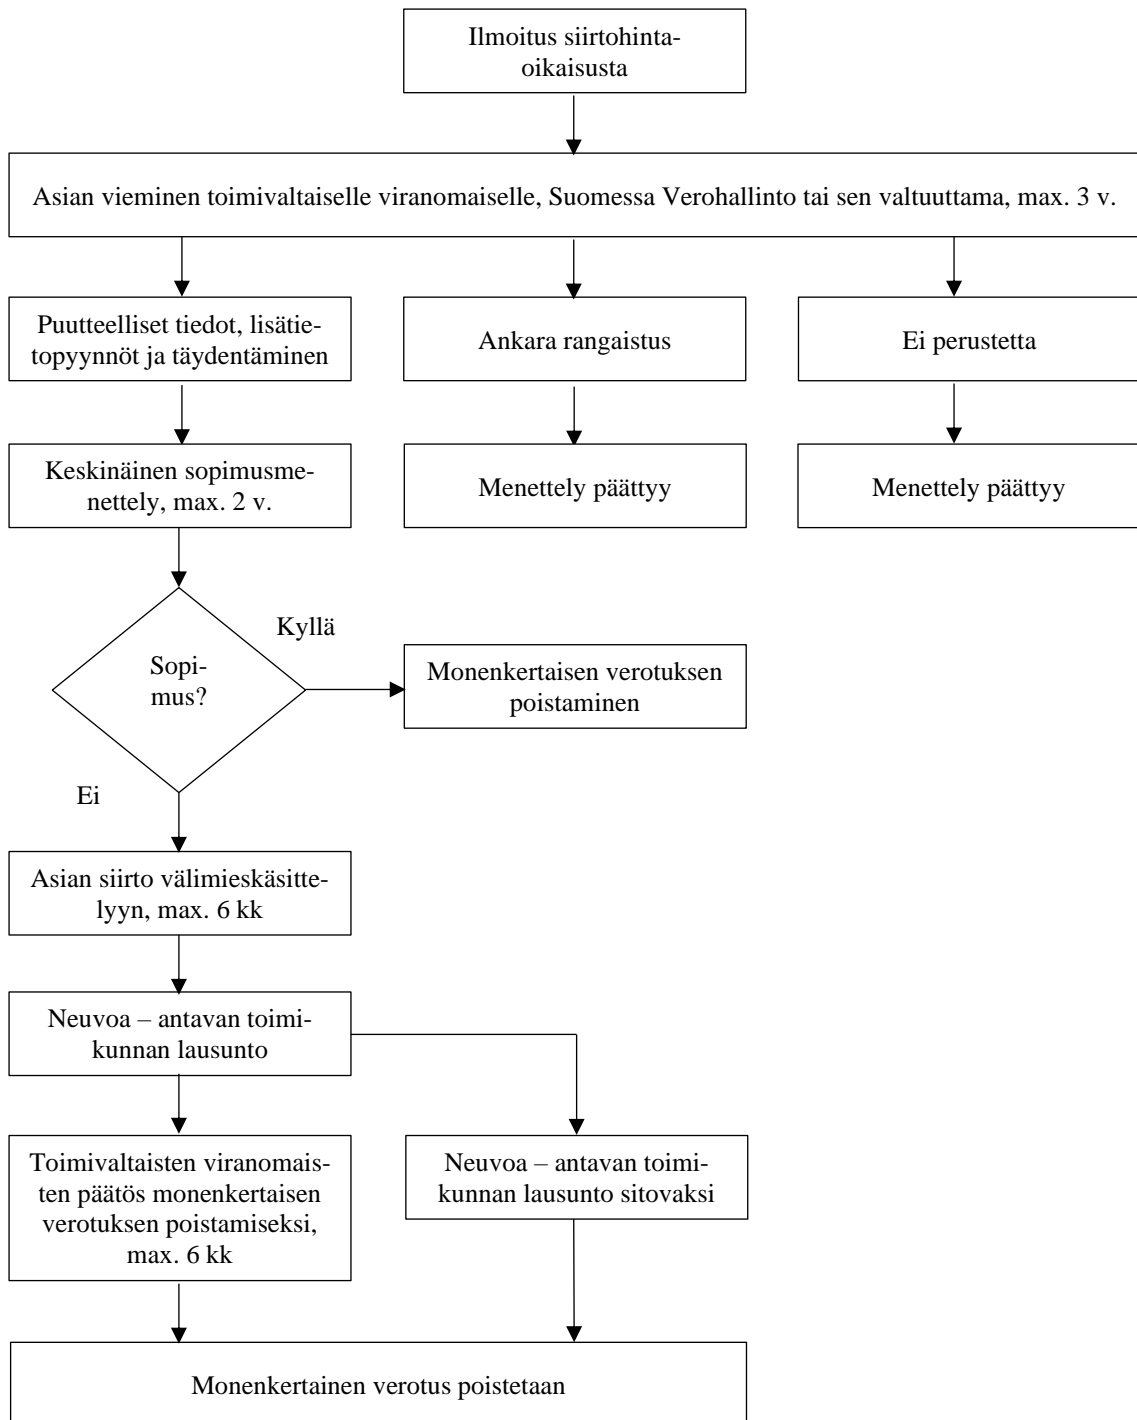 Ilmoitus siirtohinta-
oikaisusta
Asian vieminen toimivaltaiselle viranomaiselle, Suomessa Verohallinto tai sen valtuuttama, max. 3 v.
Puutteelliset tiedot, lisätie-
topyynnöt ja täydentäminen
Ankara rangaistus
Ei perustetta
Keskinäinen sopimusme-
nettely, max. 2 v.
Menettely päättyy
Menettely päättyy
Kyllä
Sopi-
mus?
Monenkertaisen verotuksen
poistaminen
Ei
Asian siirto välimieskäsitte-
lyyn, max. 6 kk
Neuvoa – antavan toimi-
kunnan lausunto
Toimivaltaisten viranomais-
ten päätös monenkertaisen
verotuksen poistamiseksi,
max. 6 kk
Neuvoa – antavan toimi-
kunnan lausunto sitovaksi
Monenkertainen verotus poistetaan